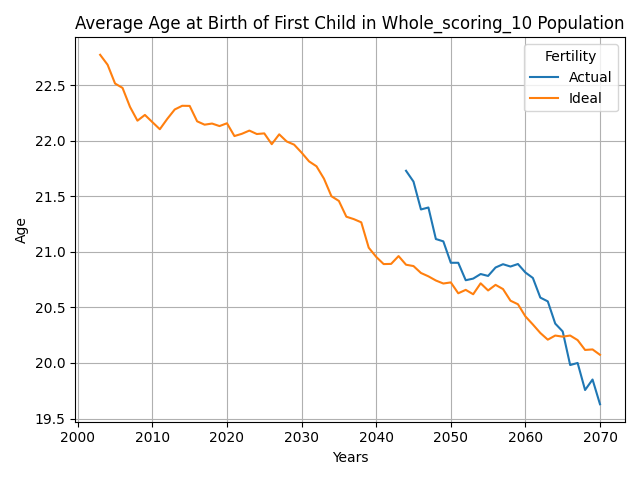 Average Age at Birth of First Child in Whole_scoring_10 Population
Fertility
Actual
Ideal
22.5
22.0
21.5
21.0
20.5
20.0
19.5
Age
2000 2010 2020 2030 2040 2050 2060 2070
Years